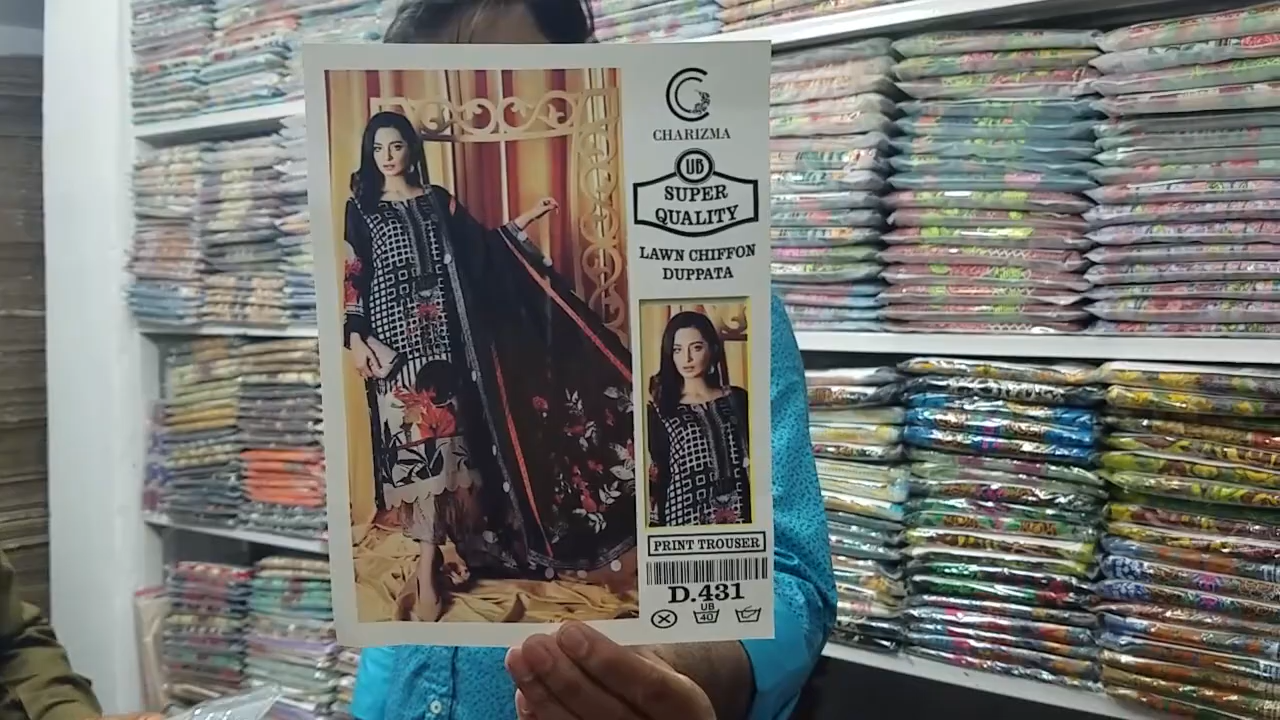 CHARIZMA
UB
SUPER
QUALITY
LAWN CHIFFON
DUPPATA
PRINT TROUSER
D.431
UB
40